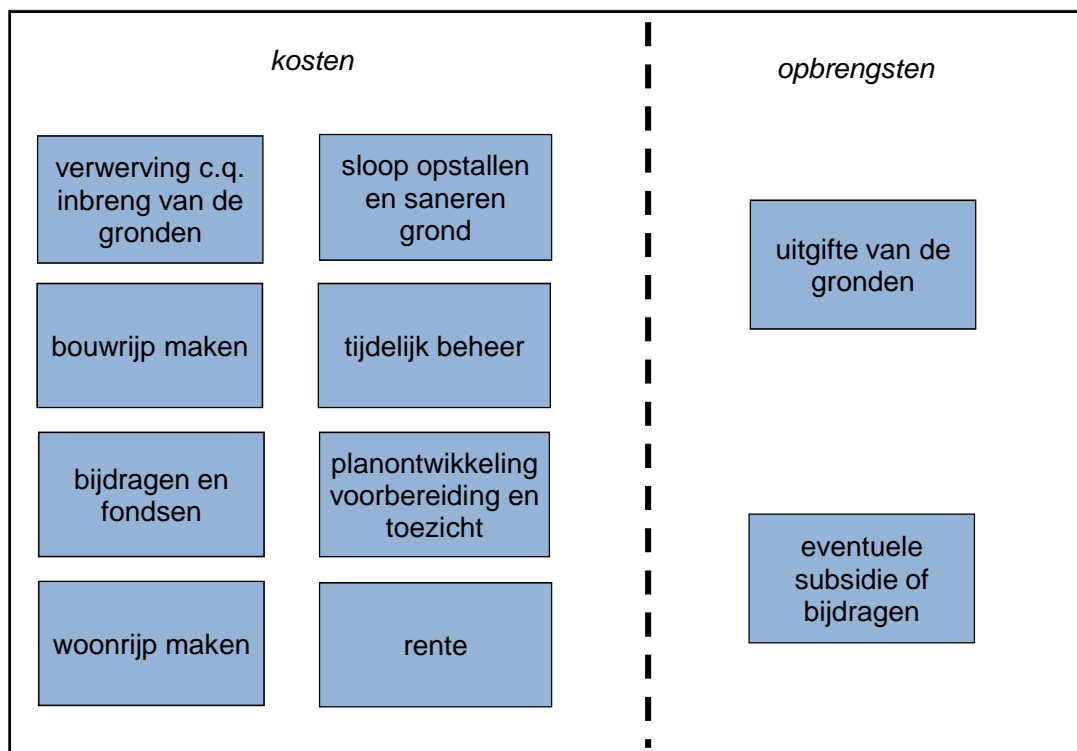 kosten
opbrengsten
verwerving c.q.
inbreng van de
gronden
sloop opstallen
en saneren
grond
uitgifte van de
gronden
bouwrijp maken
tijdelijk beheer
bijdragen en
fondsen
planontwikkeling
voorbereiding en
toezicht
eventuele
subsidie of
bijdragen
woonrijp maken
rente